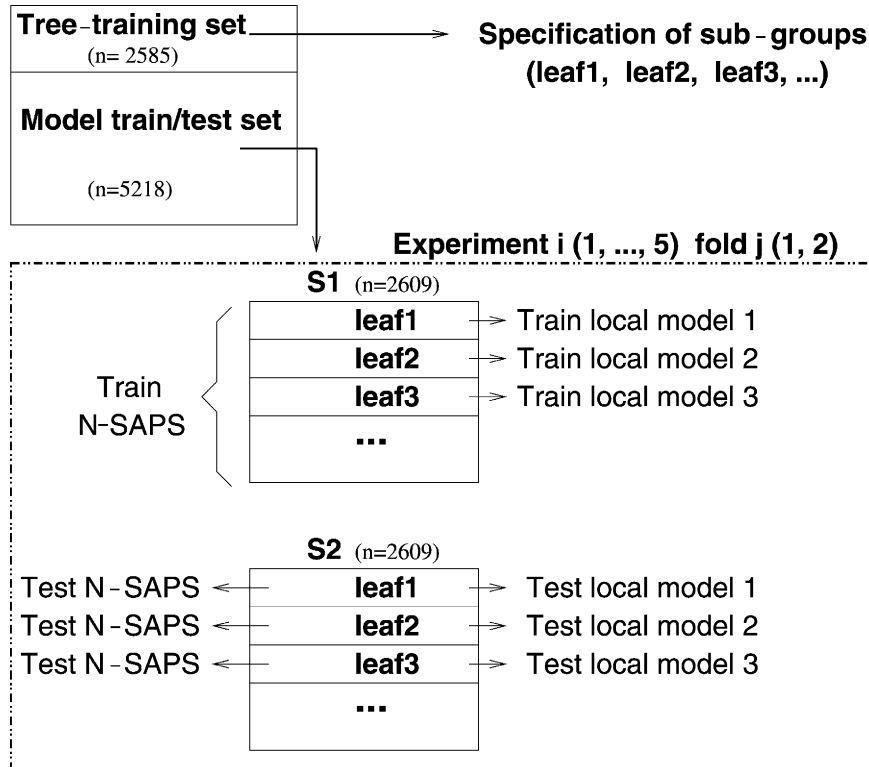 Tree-training set
(n= 2585)
Specification of sub-groups
(leaf1, leaf2, leaf3, ...)
Model train/test set
(n=5218)
Experiment i (1, ..., 5) fold j (1, 2)
S1 (n=2609)
Train
N-SAPS
leaf1
Train local model 1
leaf2
Train local model 2
leaf3
Train local model 3
...
S2 (n=2609)
Test N-SAPS
leaf1
Test local model 1
Test N-SAPS
leaf2
Test local model 2
Test N-SAPS
leaf3
Test local model 3
...